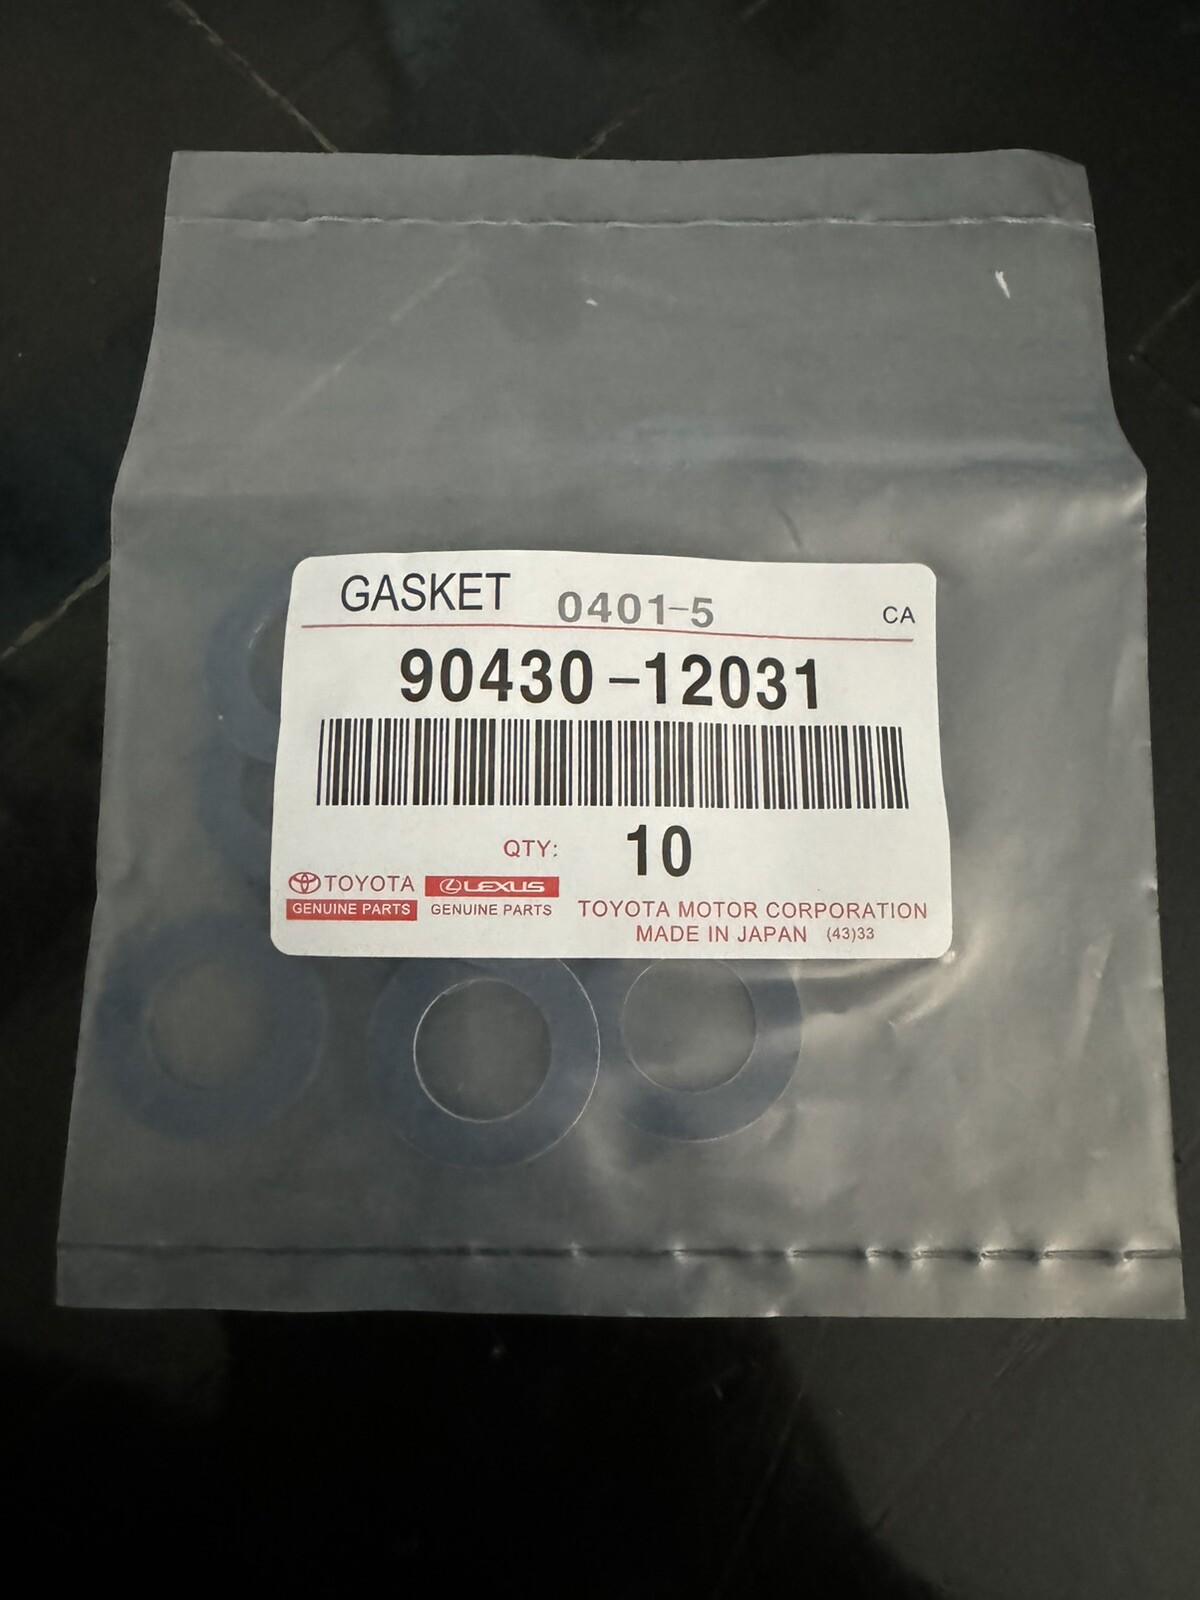 GASKET 0401-5 CA
90430-12031
QTY: 10
TOYOTA LEXUS
GENUINE PARTS GENUINE PARTS
TOYOTA MOTOR CORPORATION
MADE IN JAPAN (43)33